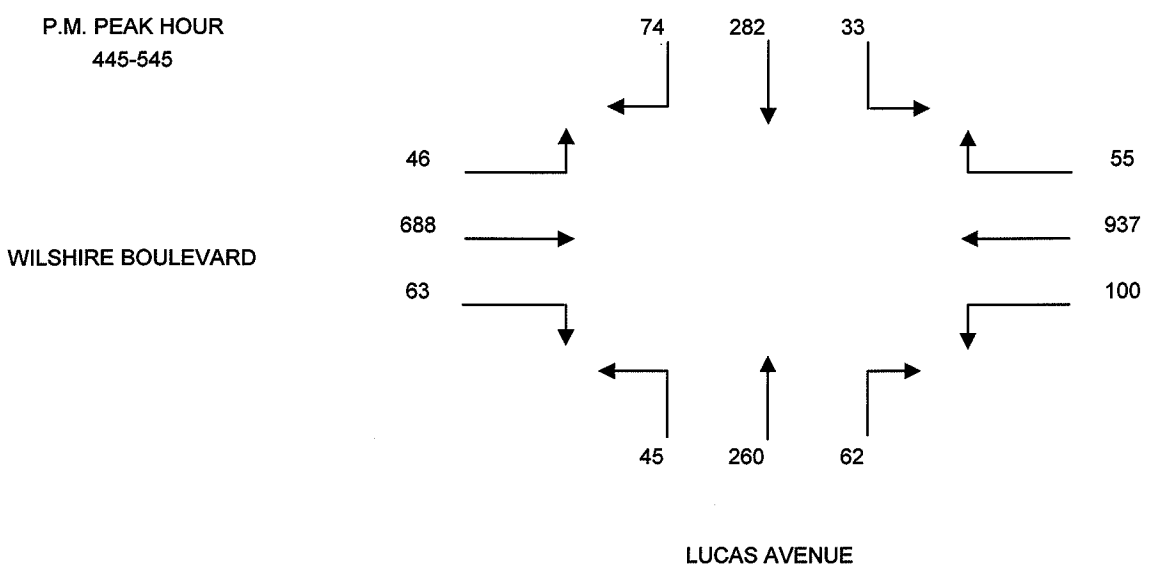 P.M. PEAK HOUR
445-545
74 282 33
46 55
688 937
WILSHIRE BOULEVARD
63 100
45 260 62
LUCAS AVENUE